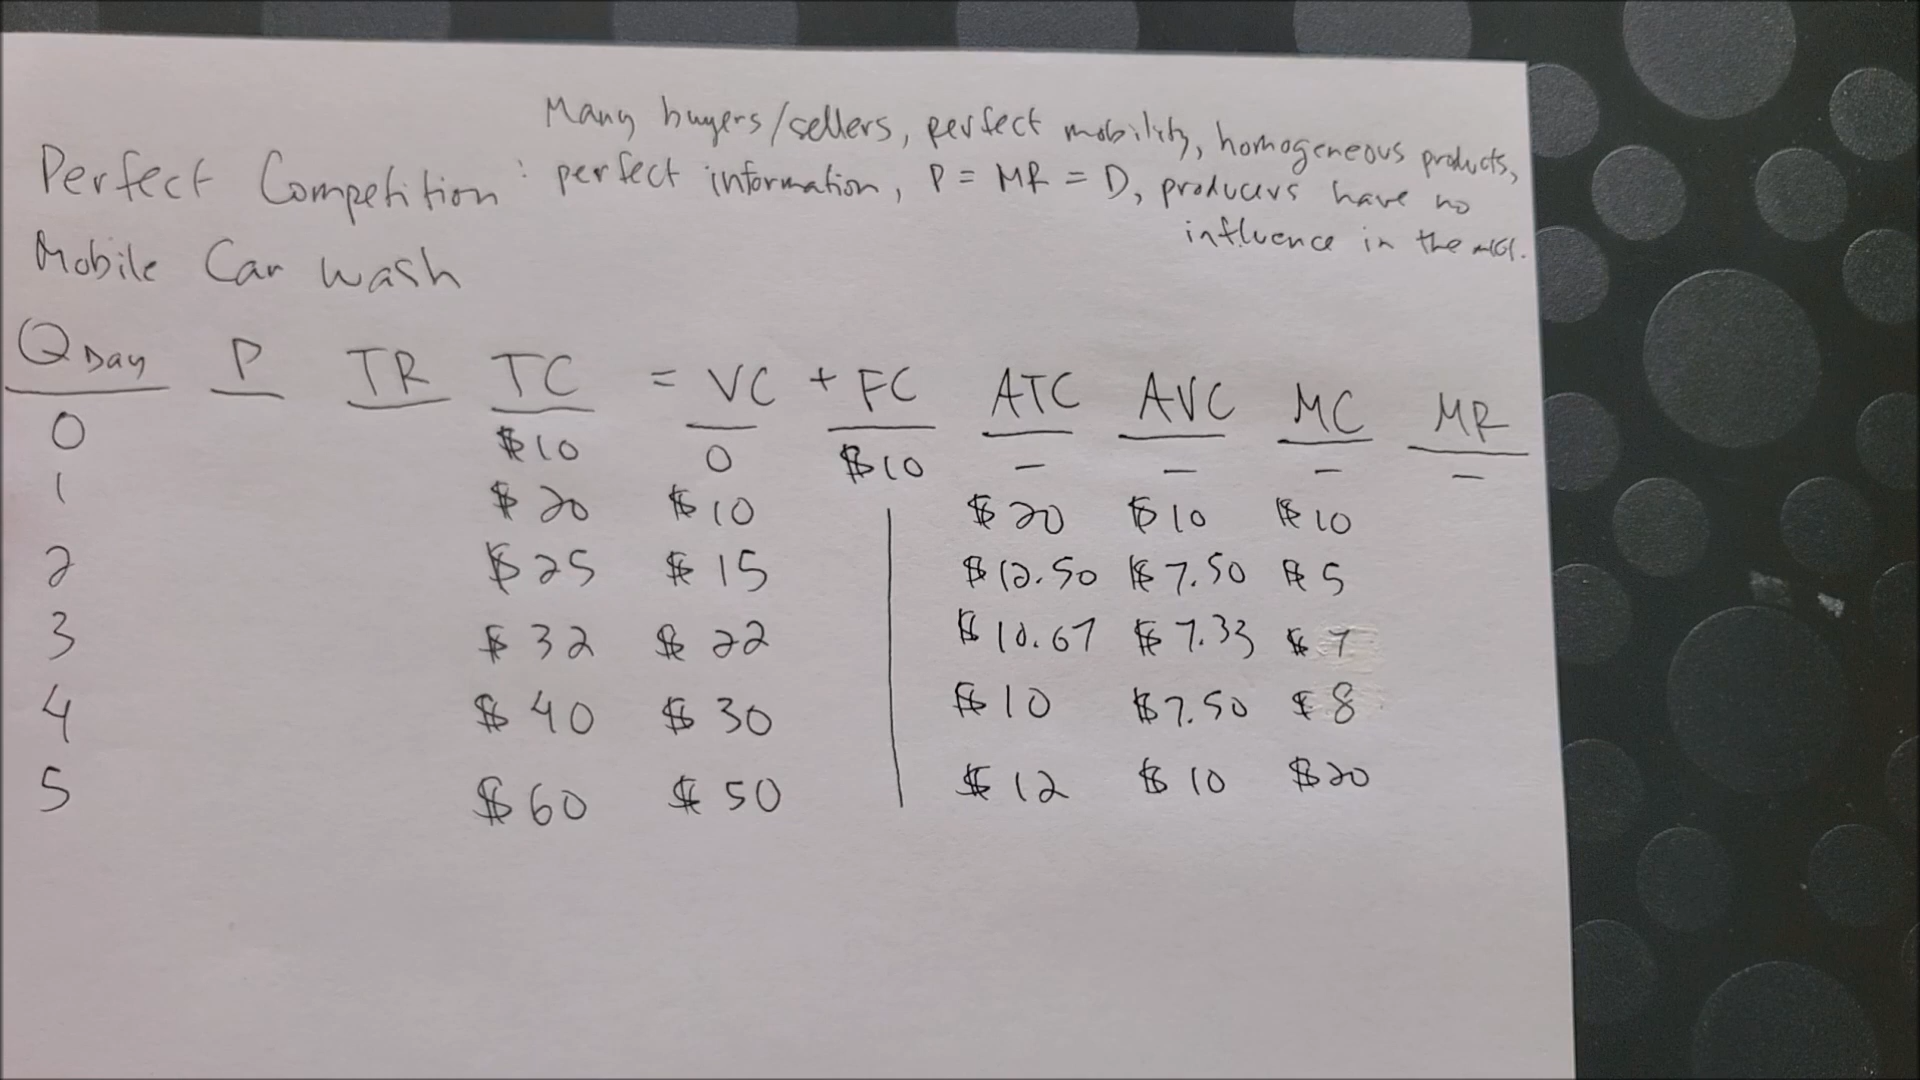 Many buyers/sellers, perfect mobility, homogeneous products,
Perfect Competition : perfect information, P = MR = D, producers have no
influence in the mkt.
Mobile Car Wash
Q Day P TR TC = VC + FC ATC AVC MC MR
0 $10 0 $10 – – – –
1 $20 $10 $20 $10 $10
2 $25 $15 $12.50 $7.50 $5
3 $32 $22 $10.67 $7.33 $7
4 $40 $30 $10 $7.50 $8
5 $60 $50 $12 $10 $20